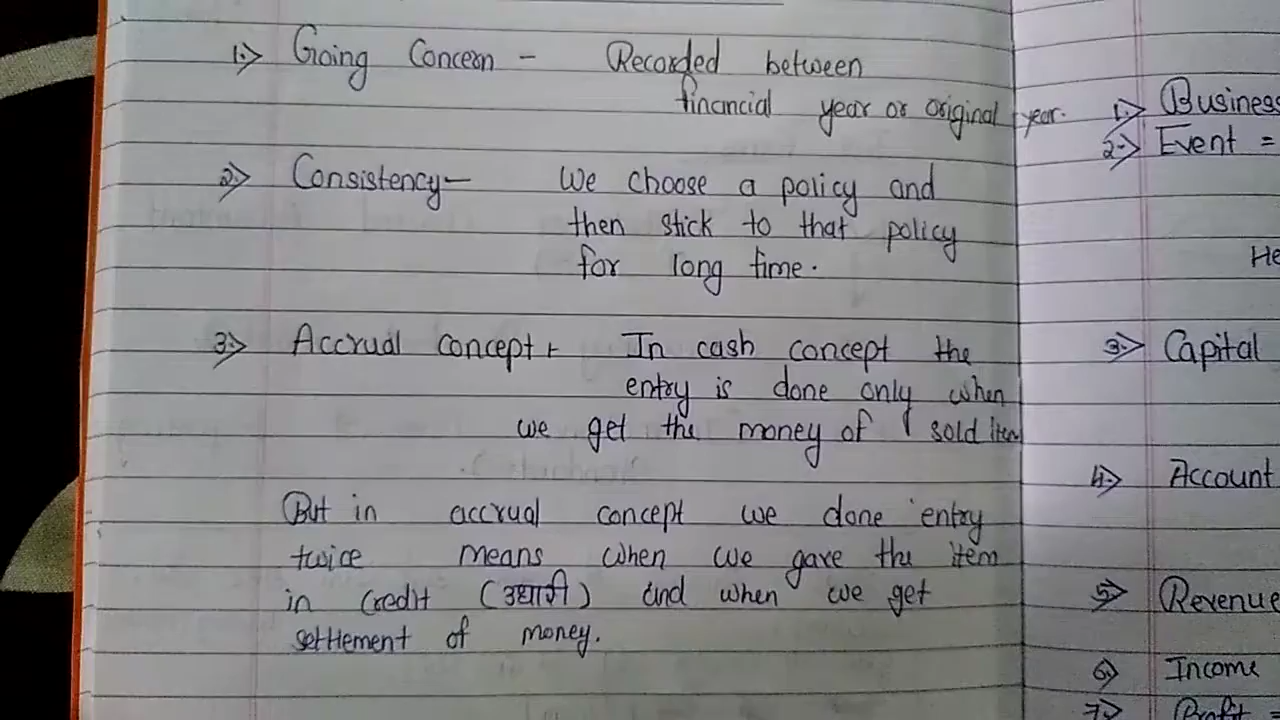 1.> Going Concern - Recorded between
financial year or original year.
2.> Consistency - We choose a policy and
then stick to that policy
for long time.
3.> Accrual concept - In cash concept the
entry is done only when
we get the money of sold item
But in accrual concept we done entry
twice means when we gave the item
in credit (उधारी) and when we get
settlement of money.
1.> Business
2.> Event =
He
3.> Capital
4.> Account
5.> Revenue
6.> Income
7.> Profit =